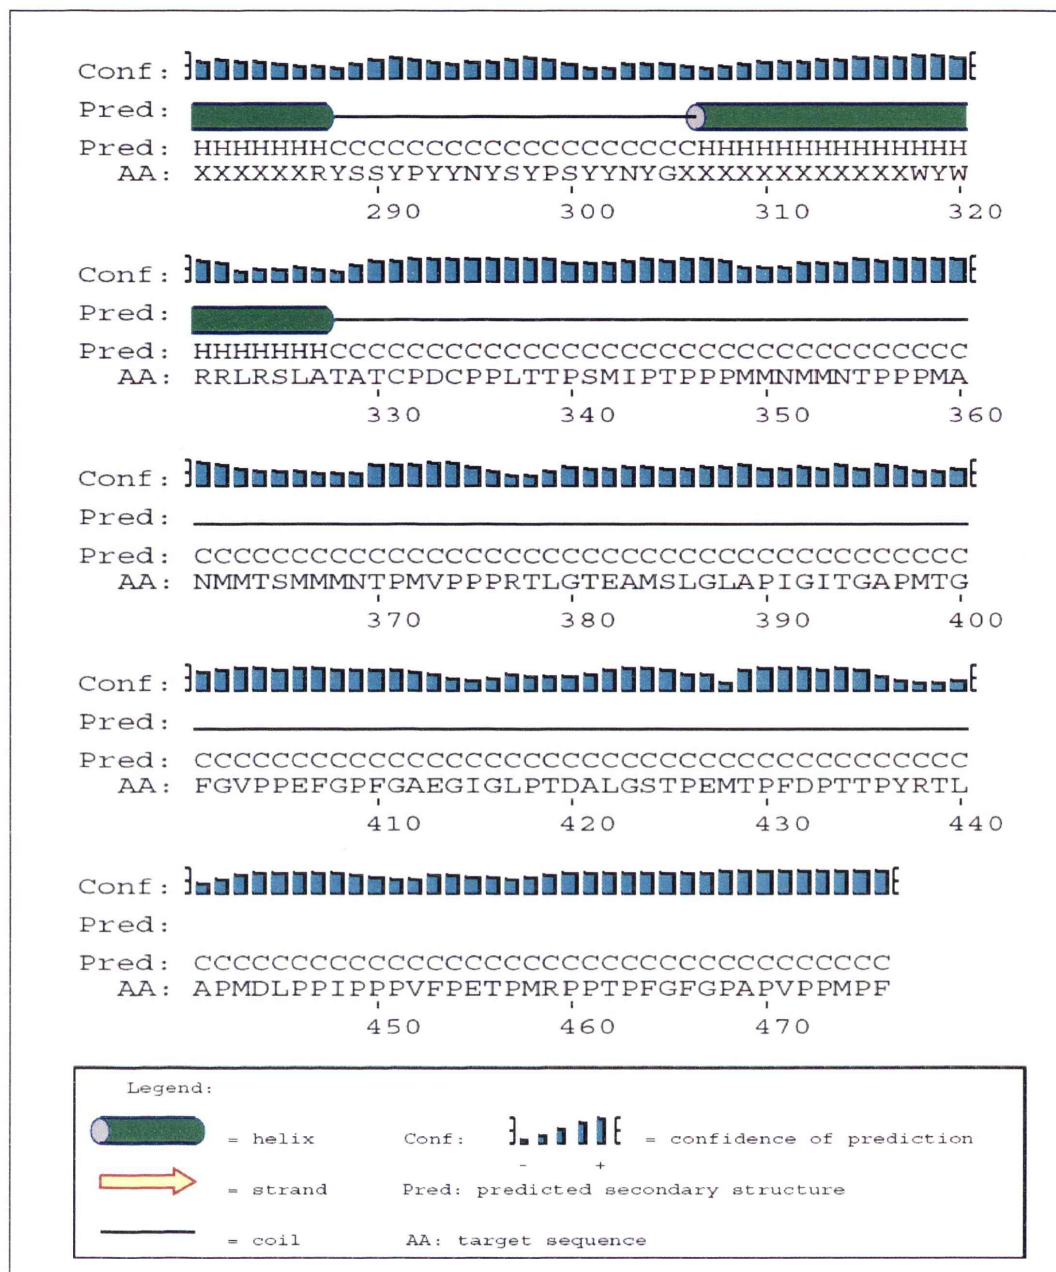 Conf:
Pred:
Pred: HHHHHHHCCCCCCCCCCCCCCCCCCCHHHHHHHHHHHHHH
AA: XXXXXXRYSSYPYYNYSYPSYYNYGXXXXXXXXXXXXWYW
290 300 310 320
Conf:
Pred:
Pred: HHHHHHHCCCCCCCCCCCCCCCCCCCCCCCCCCCCCCCCC
AA: RRLRSLATATCPDCPPLTTPSMIPTPPPMMNMMNTPPPMA
330 340 350 360
Conf:
Pred:
Pred: CCCCCCCCCCCCCCCCCCCCCCCCCCCCCCCCCCCCCCCC
AA: NMMTSMMMNTPMVPPPRTLGTEAMSLGLAPIGITGAPMTG
370 380 390 400
Conf:
Pred:
Pred: CCCCCCCCCCCCCCCCCCCCCCCCCCCCCCCCCCCCCCCC
AA: FGVPPEFGPFGAEGIGLPTDALGSTPEMTPFDPTTPYRTL
410 420 430 440
Conf:
Pred:
Pred: CCCCCCCCCCCCCCCCCCCCCCCCCCCCCCCCCCCC
AA: APMDLPPIPPPVFPETPMRPPTPFGFGPAPVPPMPF
450 460 470
Legend:
= helix Conf: = confidence of prediction
- +
= strand Pred: predicted secondary structure
= coil AA: target sequence